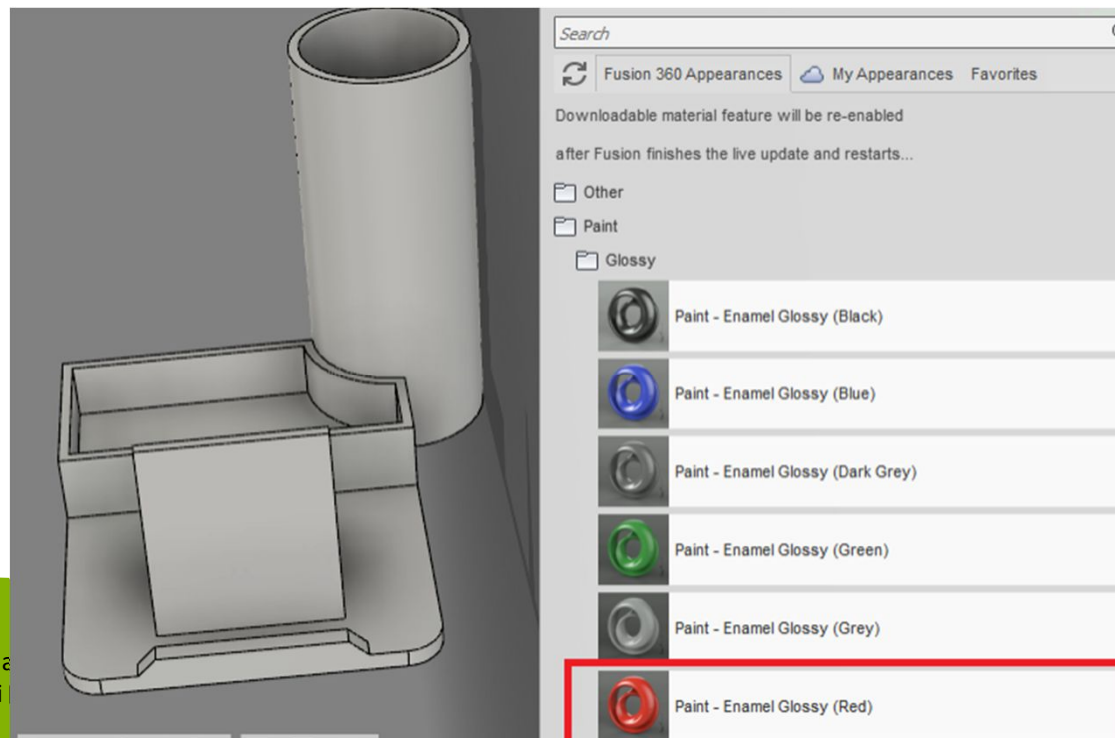 Search
Fusion 360 Appearances My Appearances Favorites
Downloadable material feature will be re-enabled
after Fusion finishes the live update and restarts...
Other
Paint
Glossy
Paint - Enamel Glossy (Black)
Paint - Enamel Glossy (Blue)
Paint - Enamel Glossy (Dark Grey)
Paint - Enamel Glossy (Green)
Paint - Enamel Glossy (Grey)
Paint - Enamel Glossy (Red)